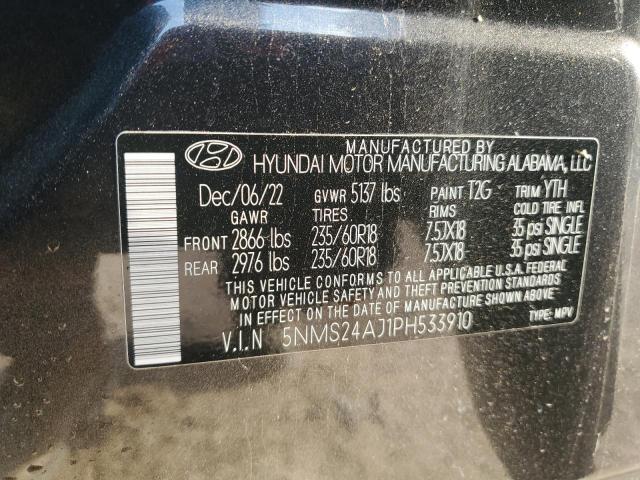 MANUFACTURED BY
HYUNDAI MOTOR MANUFACTURING ALABAMA, LLC
Dec/06/22 GVWR 5137 lbs PAINT T2G TRIM YTH
GAWR TIRES RIMS COLD TIRE INFL
FRONT 2866 lbs 235/60R18 7.5JX18 35 psi SINGLE
REAR 2976 lbs 235/60R18 7.5JX18 35 psi SINGLE
THIS VEHICLE CONFORMS TO ALL APPLICABLE U.S.A. FEDERAL
MOTOR VEHICLE SAFETY AND THEFT PREVENTION STANDARDS
IN EFFECT ON THE DATE OF MANUFACTURE SHOWN ABOVE.
V.I.N 5NMS24AJ1PH533910 TYPE: MPV